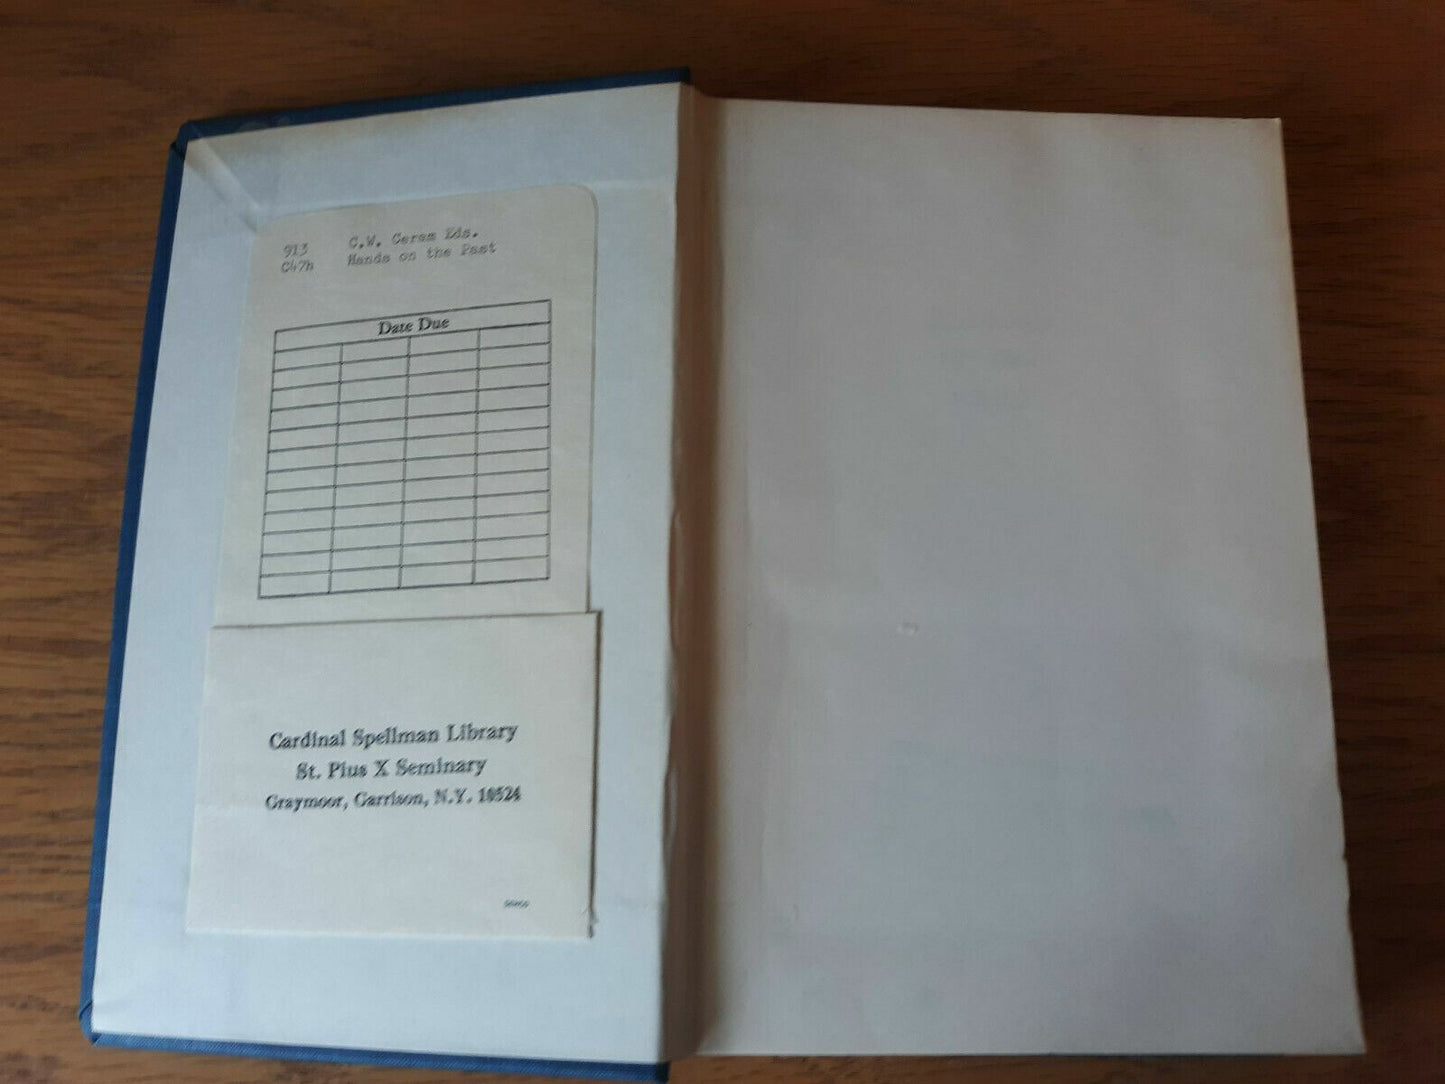 913 C.W. Ceram Eds.
C47h Hands on the Past
Date Due
Cardinal Spellman Library
St. Pius X Seminary
Graymoor, Garrison, N.Y. 10524